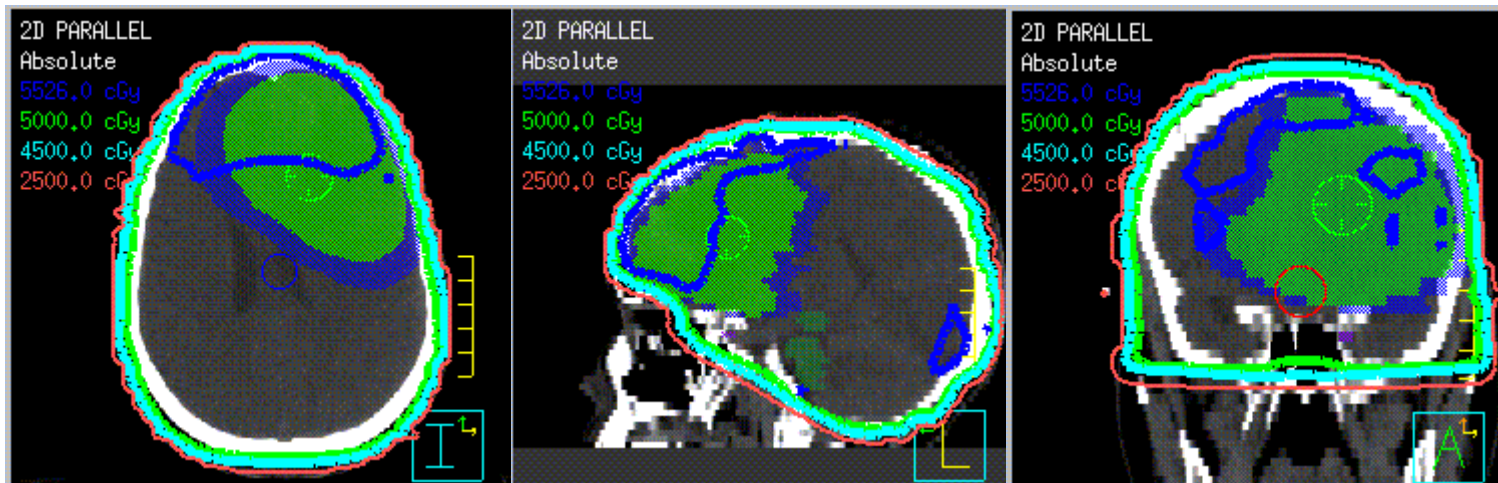 2D PARALLEL
Absolute
5526.0 cGy
5000.0 cGy
4500.0 cGy
2500.0 cGy
I
2D PARALLEL
Absolute
5526.0 cGy
5000.0 cGy
4500.0 cGy
2500.0 cGy
L
2D PARALLEL
Absolute
5526.0 cGy
5000.0 cGy
4500.0 cGy
2500.0 cGy
A